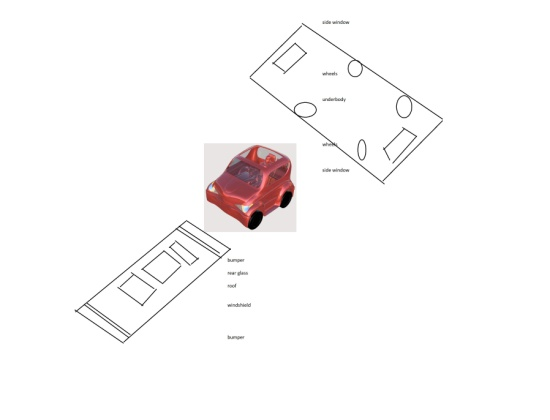 side window
wheels
underbody
wheels
side window
bumper
rear glass
roof
windshield
bumper